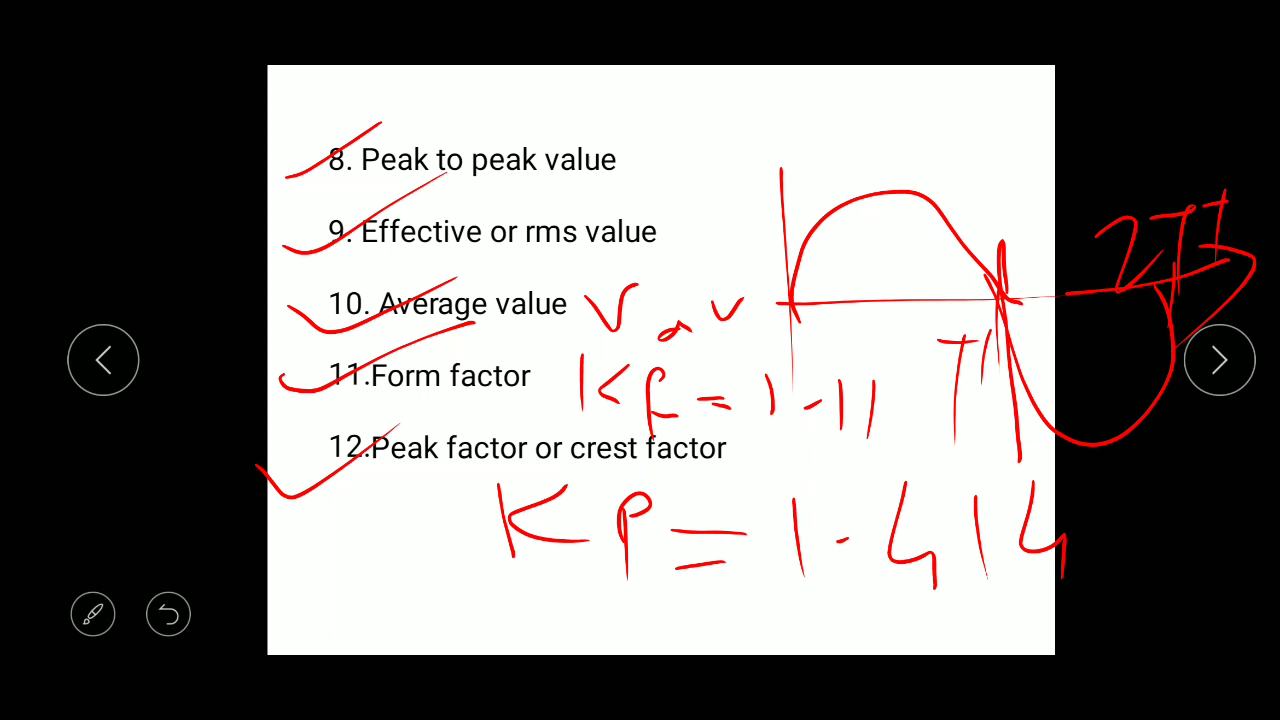 8. Peak to peak value
9. Effective or rms value
10. Average value Vav
11.Form factor Kf = 1.11
12.Peak factor or crest factor
KP = 1.414
π
2π